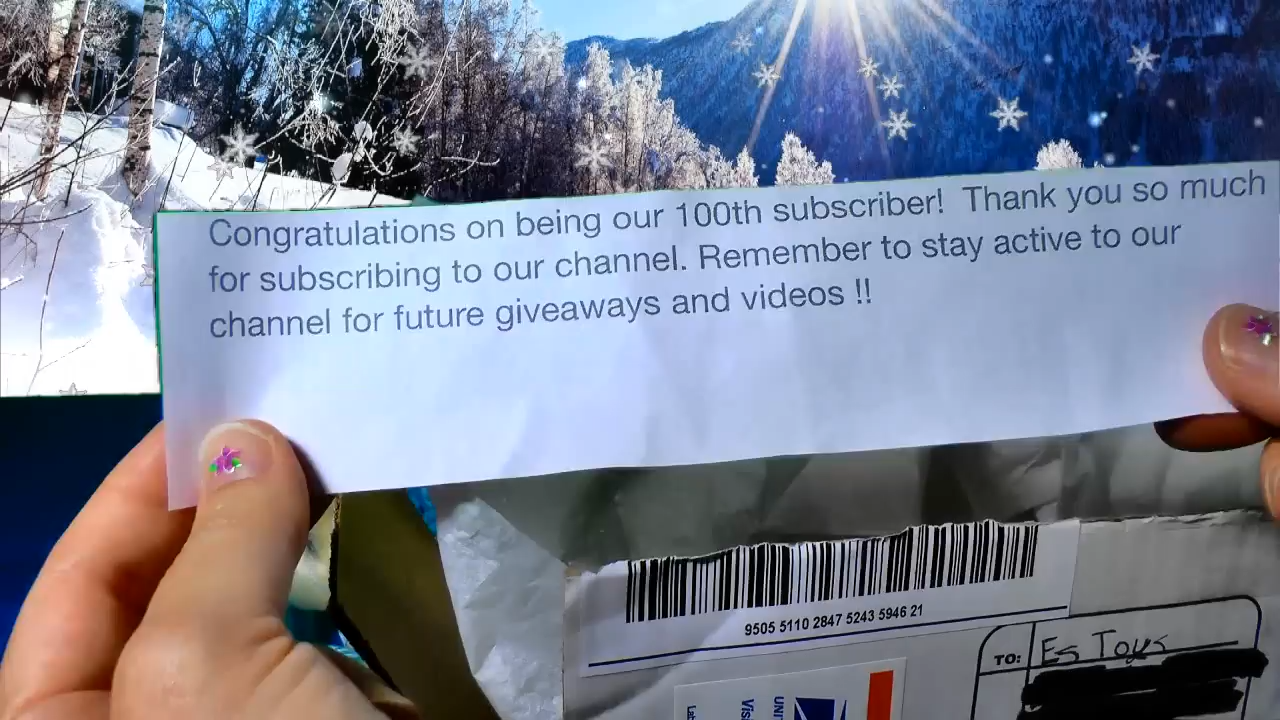 Congratulations on being our 100th subscriber! Thank you so much
for subscribing to our channel. Remember to stay active to our
channel for future giveaways and videos !!
9505 5110 2847 5243 5946 21
TO: Es Toys